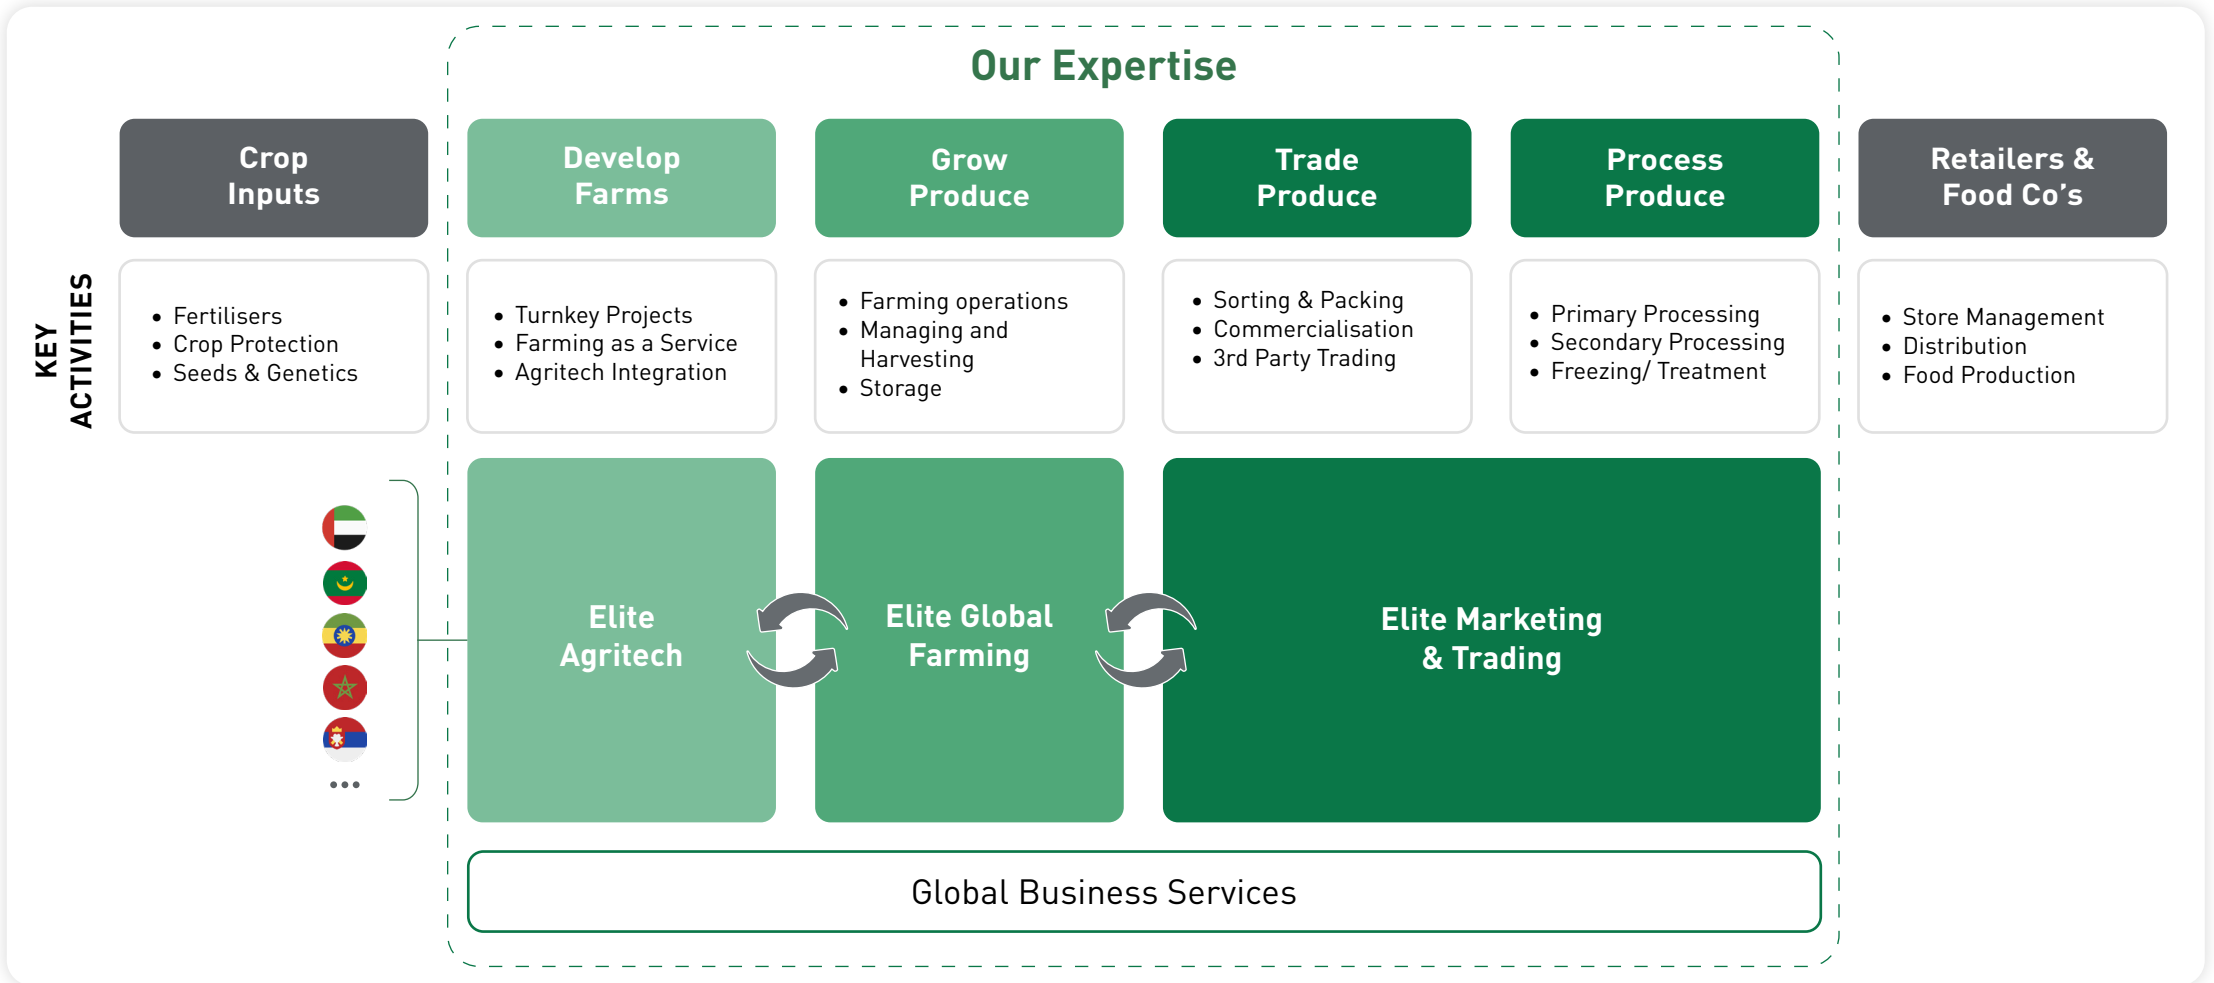 Our Expertise
Crop
Inputs
Develop
Farms
Grow
Produce
Trade
Produce
Process
Produce
Retailers &
Food Co’s
KEY
ACTIVITIES
• Fertilisers
• Crop Protection
• Seeds & Genetics
• Turnkey Projects
• Farming as a Service
• Agritech Integration
• Farming operations
• Managing and
Harvesting
• Storage
• Sorting & Packing
• Commercialisation
• 3rd Party Trading
• Primary Processing
• Secondary Processing
• Freezing/ Treatment
• Store Management
• Distribution
• Food Production
•••
Elite
Agritech
Elite Global
Farming
Elite Marketing
& Trading
Global Business Services